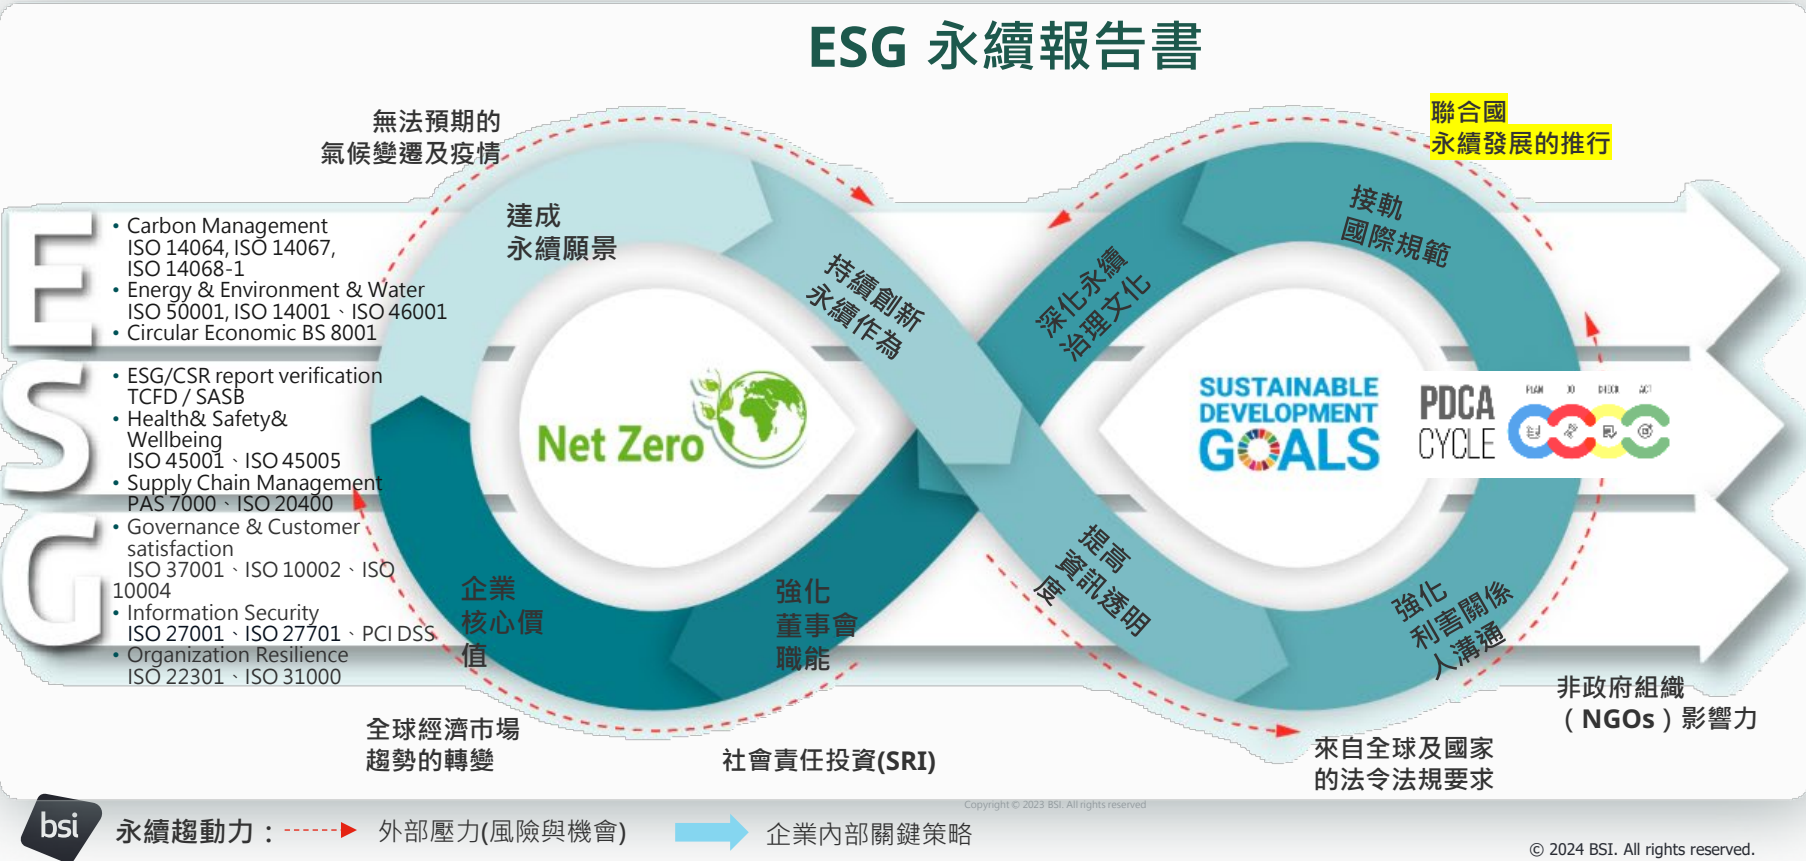 ESG 永續報告書
無法預期的
氣候變遷及疫情
聯合國
永續發展的推行
E
• Carbon Management
ISO 14064, ISO 14067,
ISO 14068-1
• Energy & Environment & Water
ISO 50001, ISO 14001、ISO 46001
• Circular Economic BS 8001
S
• ESG/CSR report verification
TCFD / SASB
• Health& Safety&
Wellbeing
ISO 45001、ISO 45005
• Supply Chain Management
PAS 7000、ISO 20400
G
• Governance & Customer
satisfaction
ISO 37001、ISO 10002、ISO
10004
• Information Security
ISO 27001、ISO 27701、PCI DSS
• Organization Resilience
ISO 22301、ISO 31000
達成
永續願景
持續創新
永續作為
深化永續
治理文化
接軌
國際規範
Net Zero
SUSTAINABLE
DEVELOPMENT
GOALS
PDCA
CYCLE
PLAN DO CHECK ACT
企業
核心價
值
強化
董事會
職能
提高
資訊透明
度
強化
利害關係
人溝通
全球經濟市場
趨勢的轉變
社會責任投資(SRI)
來自全球及國家
的法令法規要求
非政府組織
（NGOs）影響力
Copyright © 2023 BSI. All rights reserved
bsi
永續趨動力：
外部壓力(風險與機會)
企業內部關鍵策略
© 2024 BSI. All rights reserved.